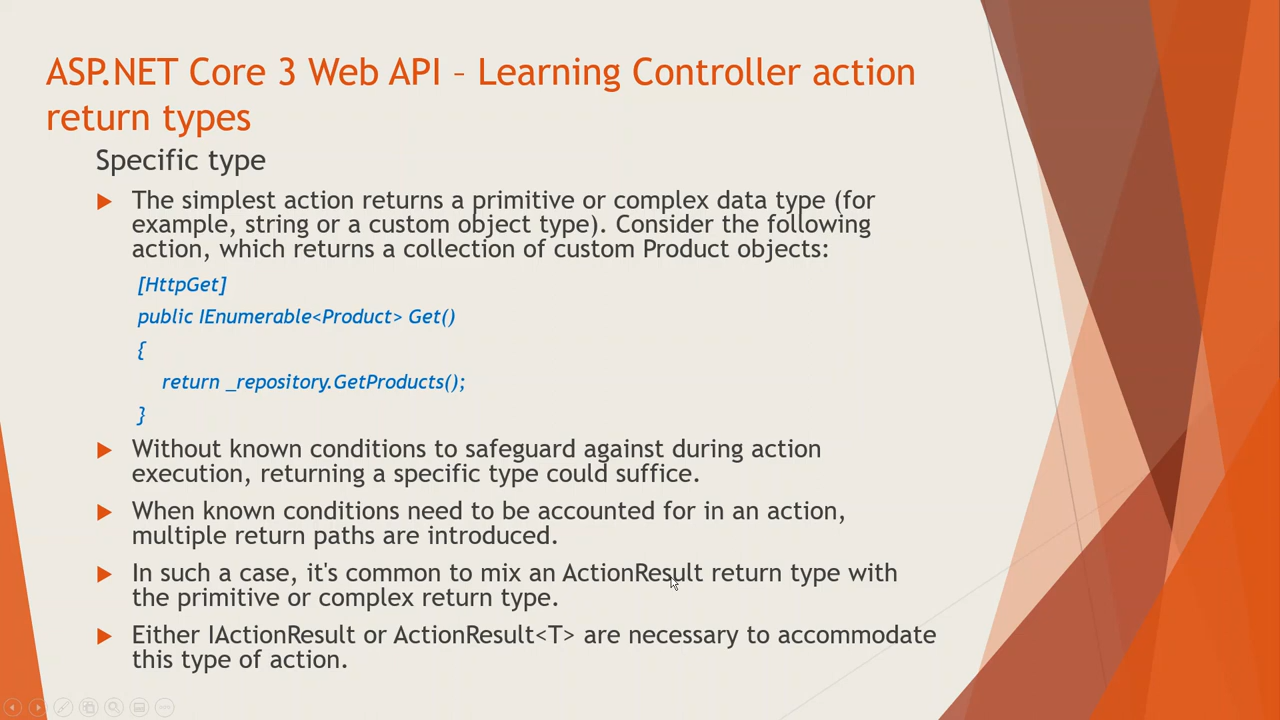 ASP.NET Core 3 Web API – Learning Controller action
return types
Specific type
The simplest action returns a primitive or complex data type (for
example, string or a custom object type). Consider the following
action, which returns a collection of custom Product objects:
[HttpGet]
public IEnumerable<Product> Get()
{
return _repository.GetProducts();
}
Without known conditions to safeguard against during action
execution, returning a specific type could suffice.
When known conditions need to be accounted for in an action,
multiple return paths are introduced.
In such a case, it's common to mix an ActionResult return type with
the primitive or complex return type.
Either IActionResult or ActionResult<T> are necessary to accommodate
this type of action.